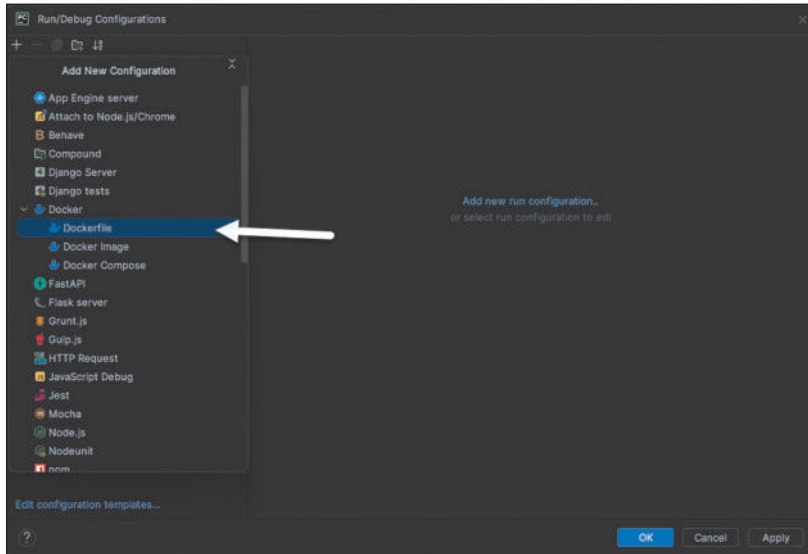 PC Run/Debug Configurations
Add New Configuration
App Engine server
Attach to Node.js/Chrome
Behave
Compound
Django Server
Django tests
Docker
Dockerfile
Docker Image
Docker Compose
FastAPI
Flask server
Grunt.js
Gulp.js
HTTP Request
JavaScript Debug
Jest
Mocha
Node.js
Nodeunit
npm
Add new run configuration..
or select run configuration to edi
Edit configuration templates...
?
OK Cancel Apply